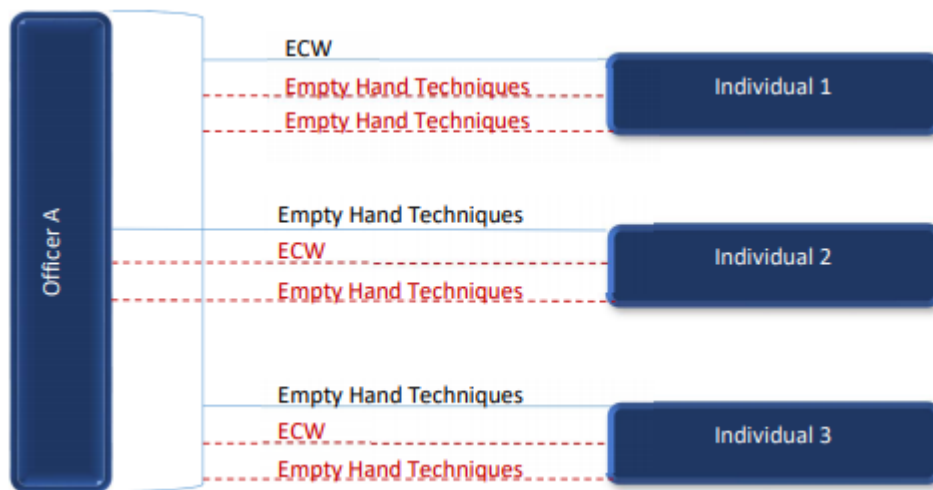 Officer A
ECW
Empty Hand Techniques
Empty Hand Techniques
Individual 1
Empty Hand Techniques
ECW
Empty Hand Techniques
Individual 2
Empty Hand Techniques
ECW
Empty Hand Techniques
Individual 3